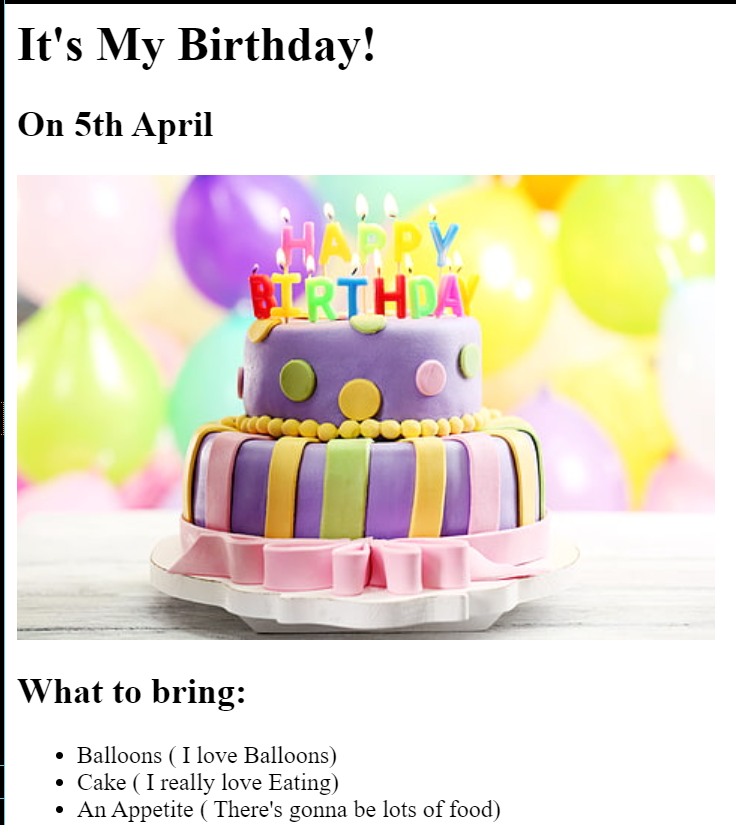 It's My Birthday!
On 5th April
HAPPY
BIRTHDAY
What to bring:
Balloons ( I love Balloons)
Cake ( I really love Eating)
An Appetite ( There's gonna be lots of food)